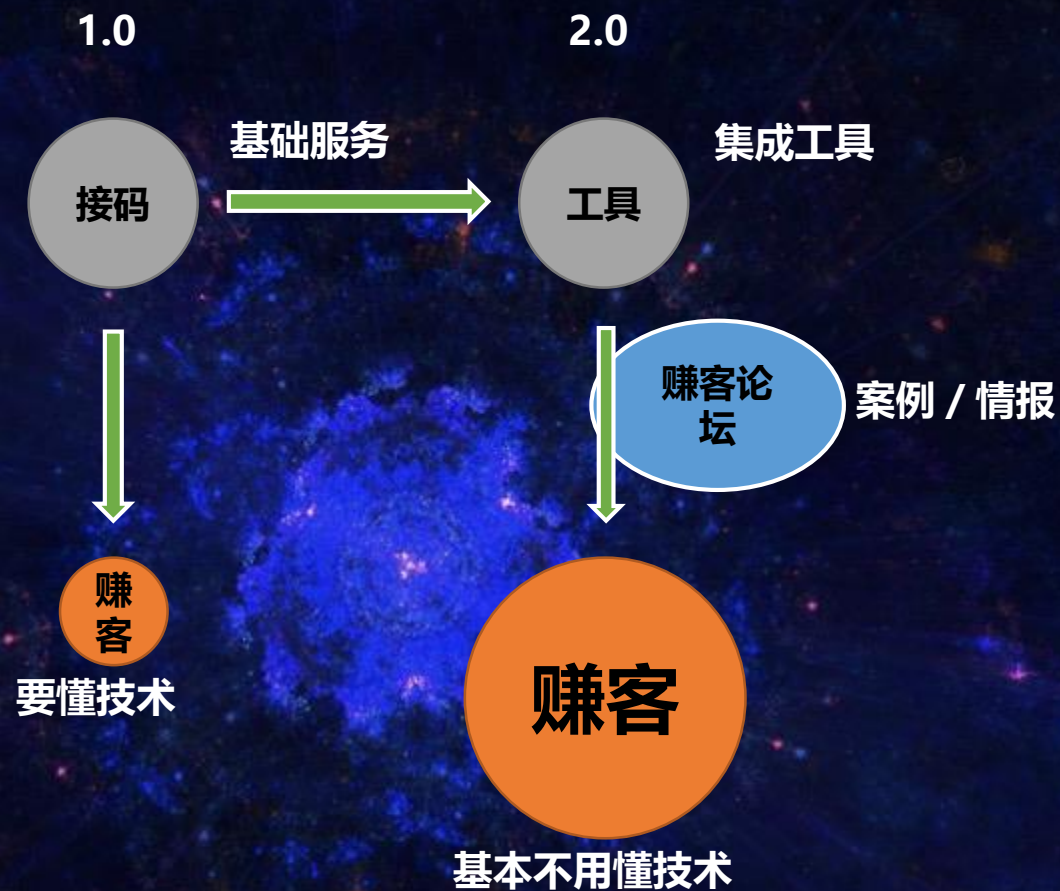 1.0
2.0
基础服务
集成工具
接码
工具
赚客论
坛
案例 / 情报
赚
客
要懂技术
赚客
基本不用懂技术